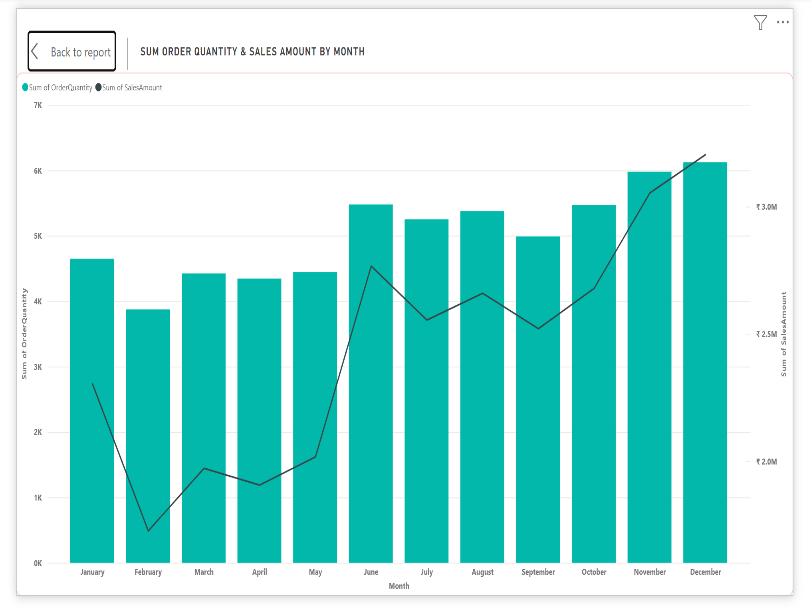 Back to report
SUM ORDER QUANTITY & SALES AMOUNT BY MONTH
Sum of OrderQuantity Sum of SalesAmount
7K
6K
5K
4K
3K
2K
1K
0K
Sum of OrderQuantity
₹ 3.0M
₹ 2.5M
₹ 2.0M
Sum of SalesAmount
January February March April May June July August September October November December
Month